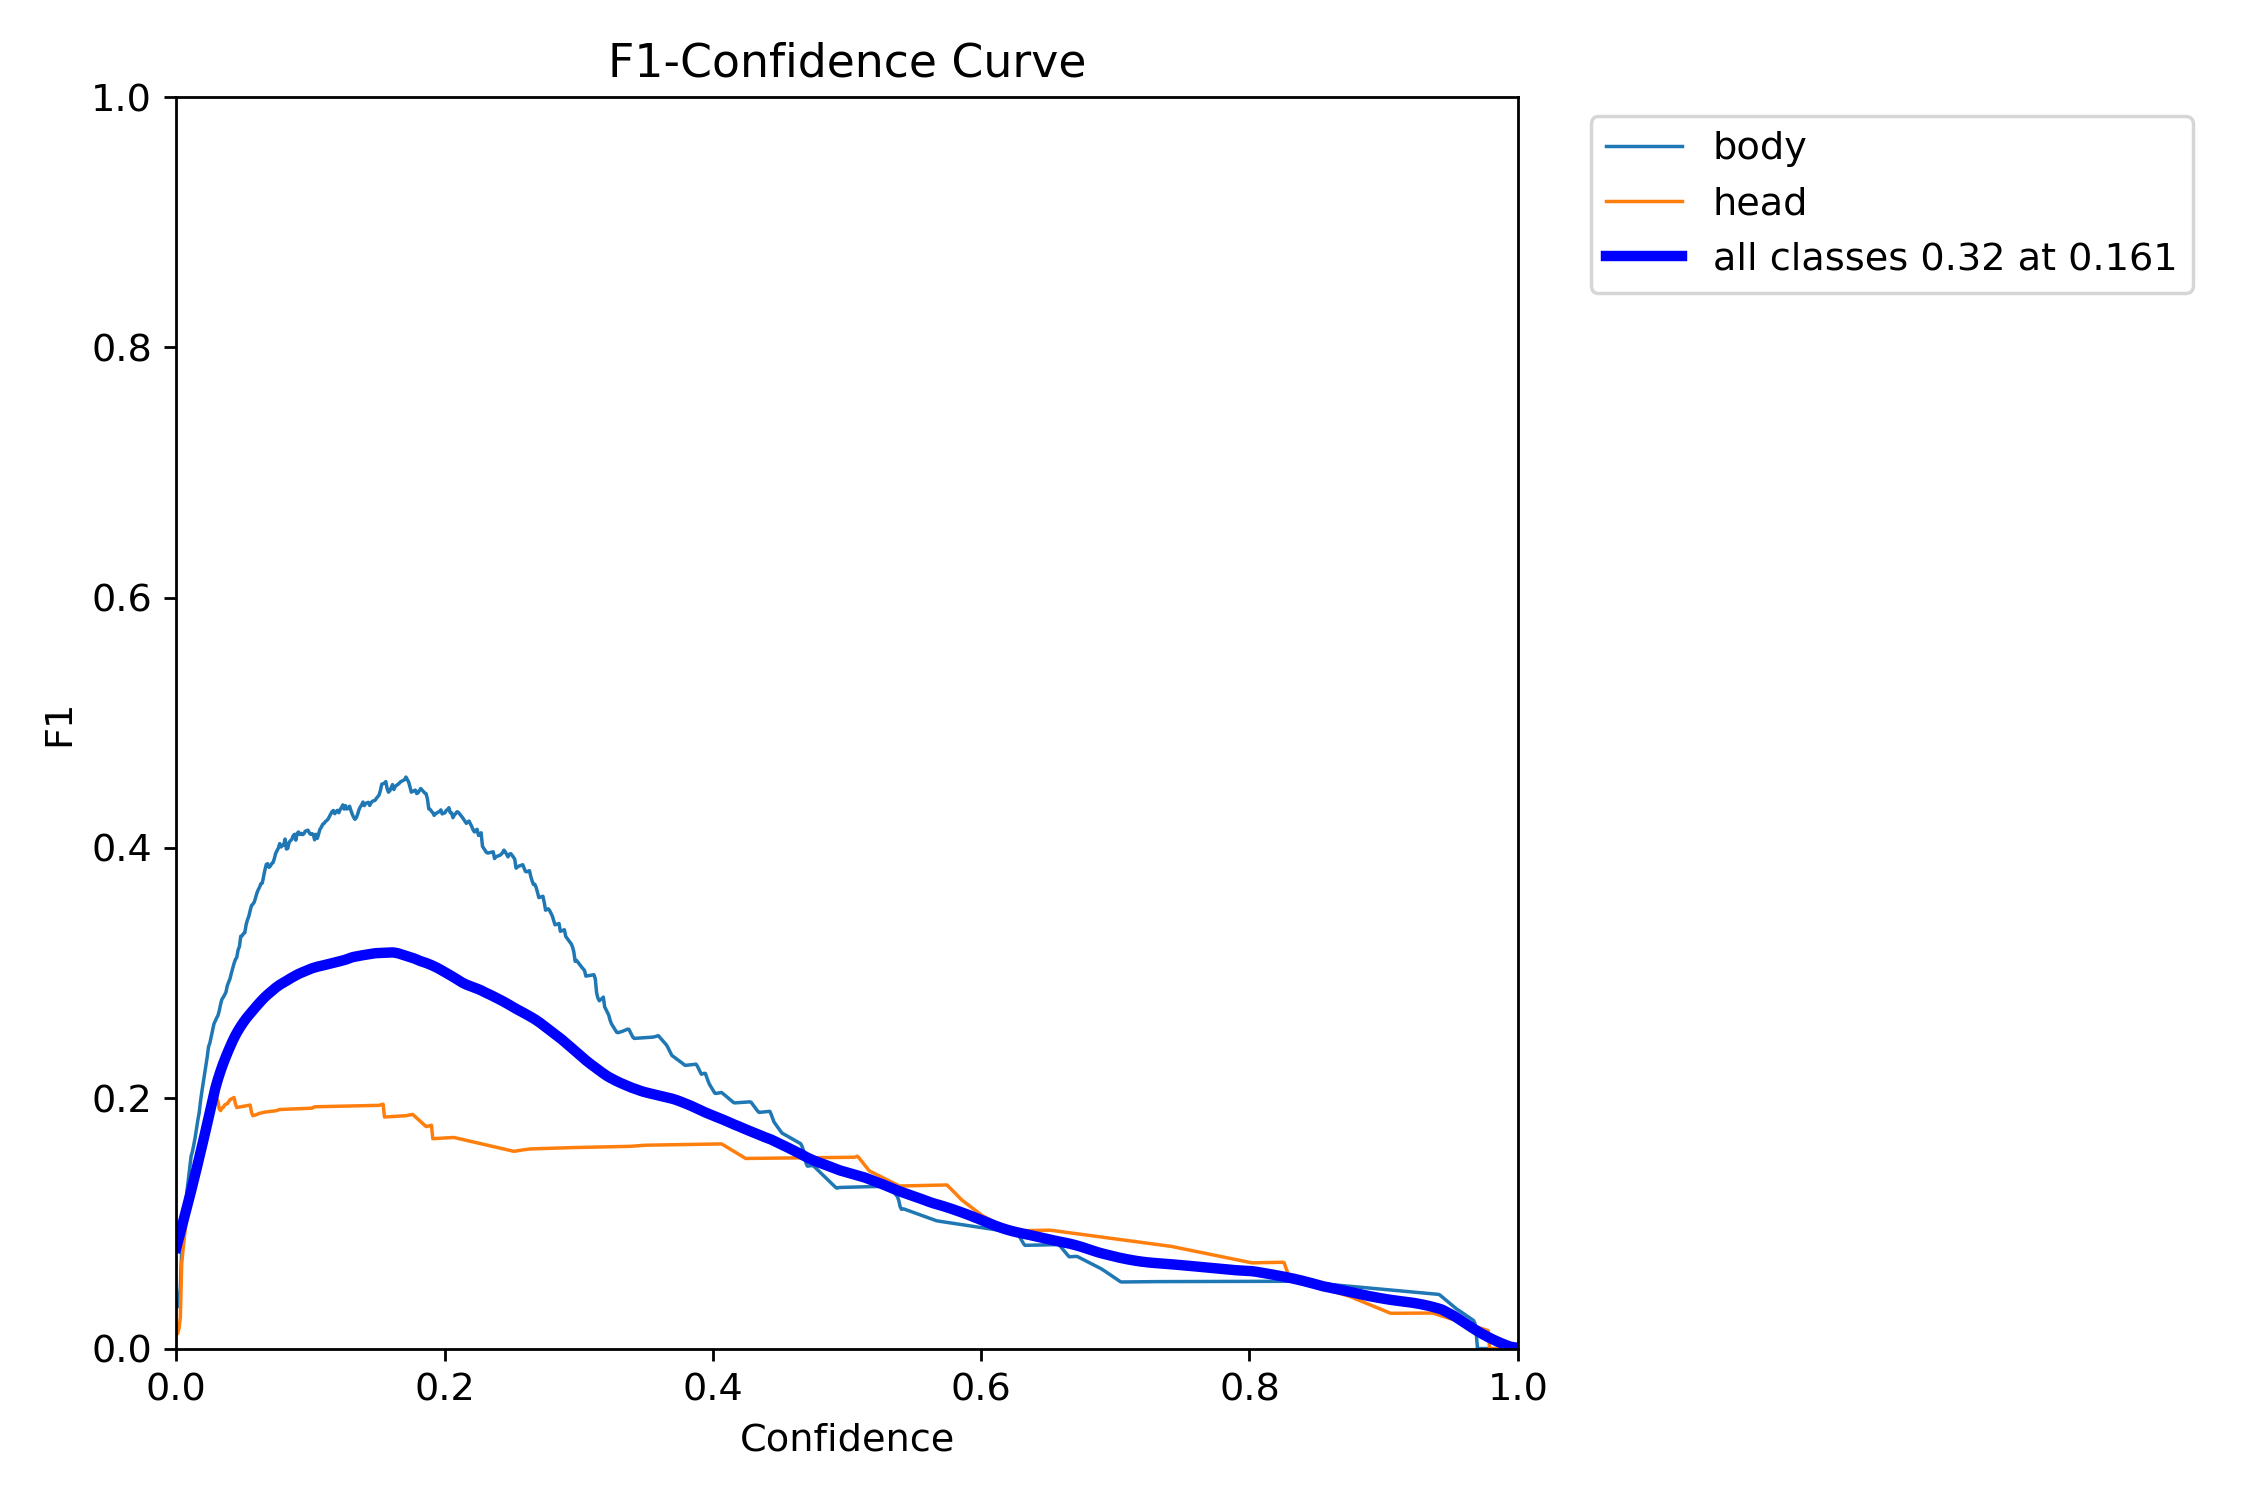 F1-Confidence Curve
1.0
0.8
0.6
0.4
0.2
0.0
F1
0.0 0.2 0.4 0.6 0.8 1.0
Confidence
body
head
all classes 0.32 at 0.161